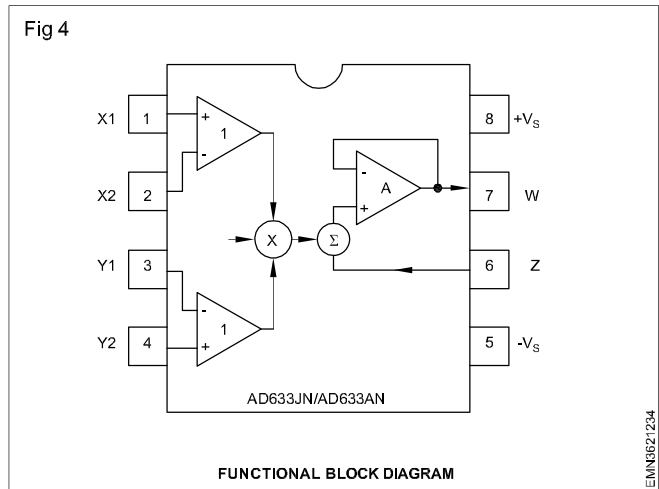 Fig 4
X1 1 + 1 8 +VS
-
- A
X2 2 + 7 W
X Σ
Y1 3 - 6 Z
1
Y2 4 + 5 -VS
AD633JN/AD633AN
FUNCTIONAL BLOCK DIAGRAM
EMN3621234